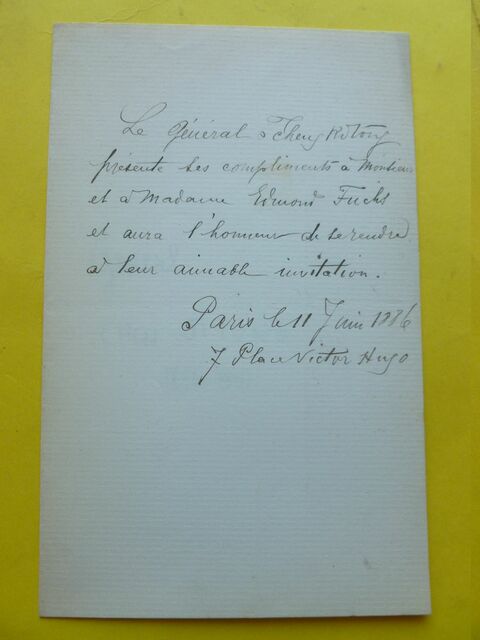 Le Général Tcheng Ki Tong
présente ses compliments à Monsieur
et à Madame Edmond Fuchs
et aura l'honneur de se rendre
à leur aimable invitation.
Paris le 11 Juin 1886
7 Place Victor Hugo